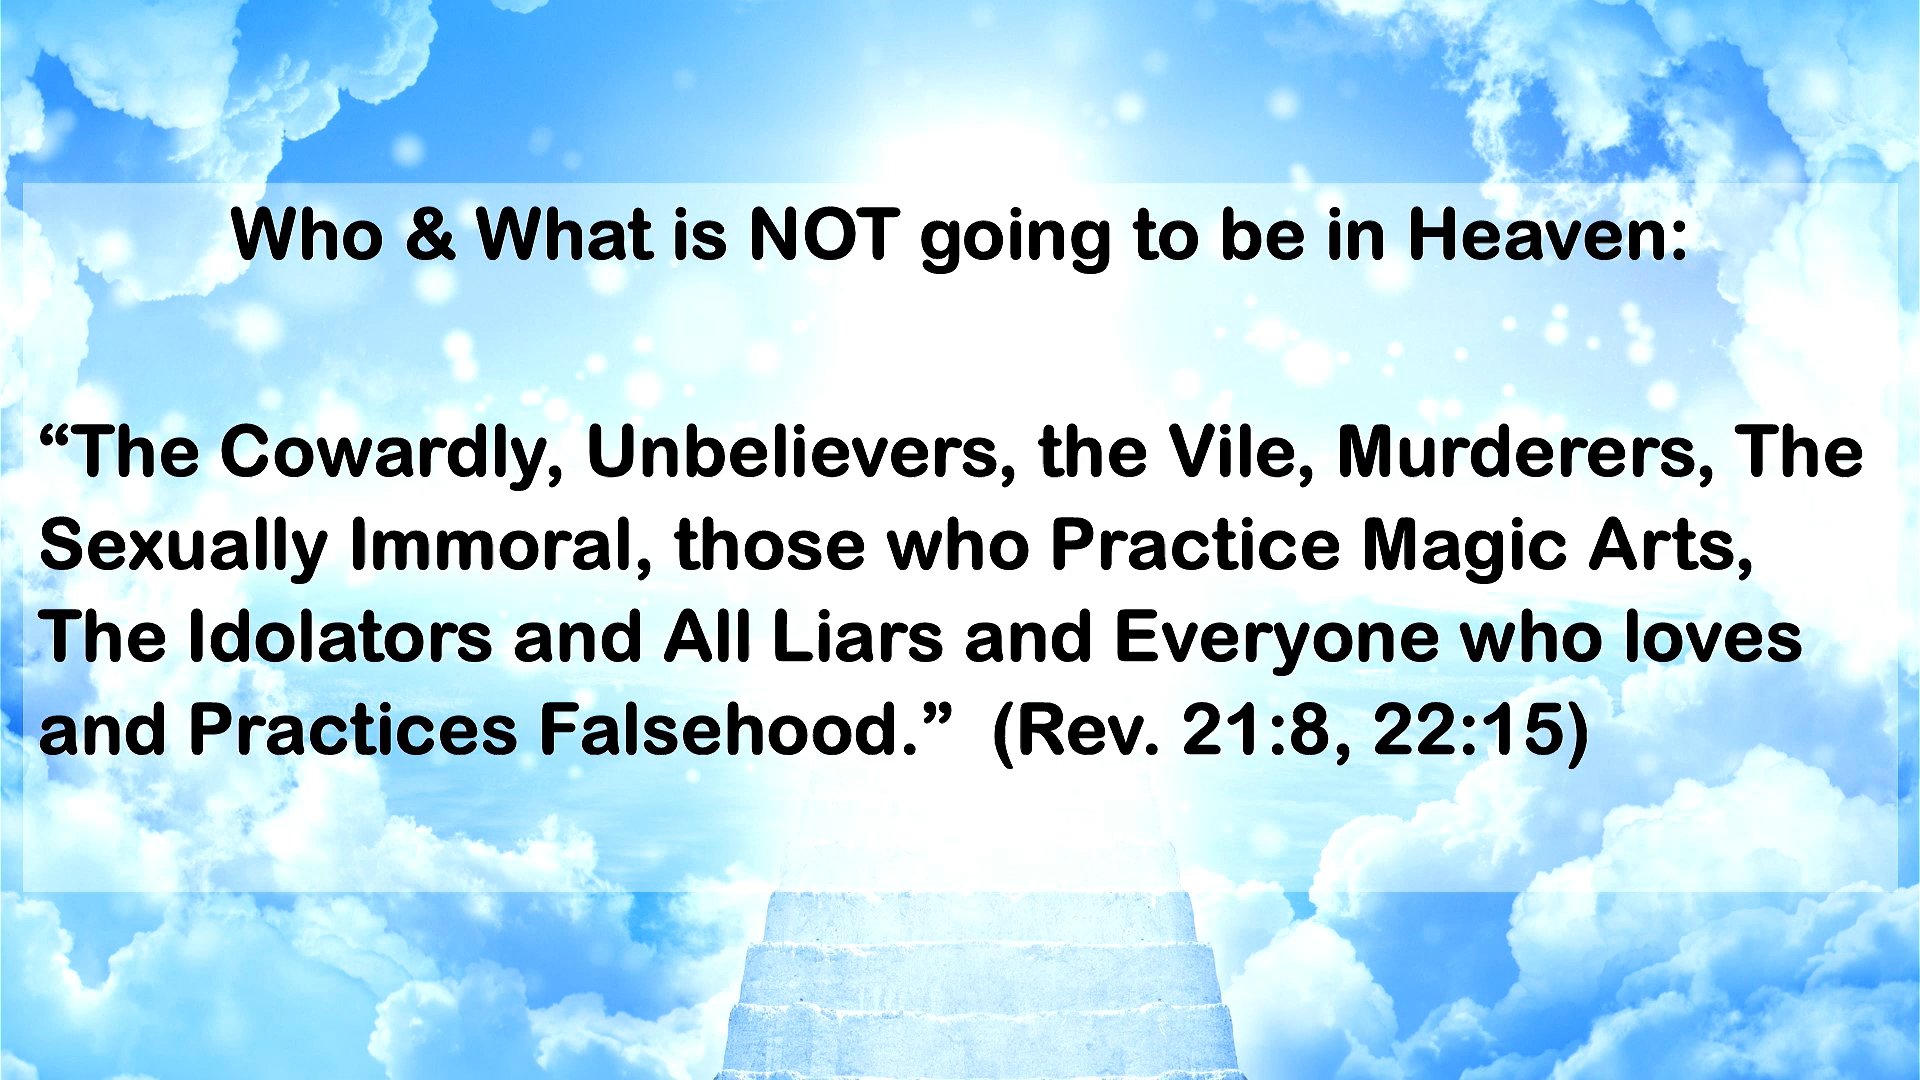 Who & What is NOT going to be in Heaven:
“The Cowardly, Unbelievers, the Vile, Murderers, The
Sexually Immoral, those who Practice Magic Arts,
The Idolators and All Liars and Everyone who loves
and Practices Falsehood.” (Rev. 21:8, 22:15)